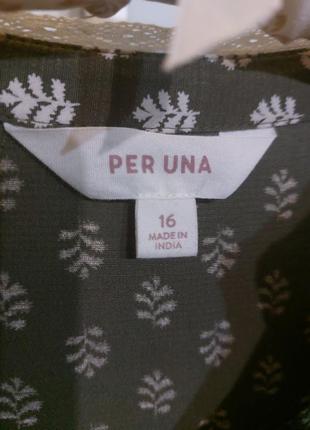 PER UNA
16
MADE IN
INDIA